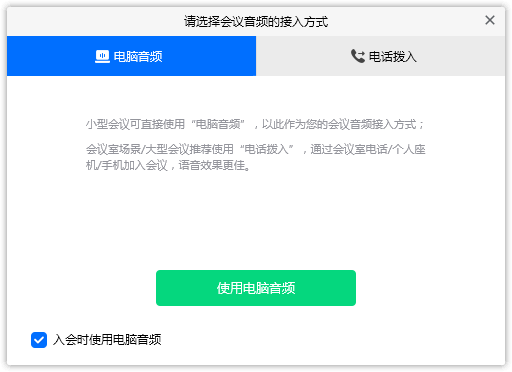 请选择会议音频的接入方式
电脑音频
电话拨入
小型会议可直接使用“电脑音频”，以此作为您的会议音频接入方式；
会议室场景/大型会议推荐使用“电话拨入”，通过会议室电话/个人座
机/手机加入会议，语音效果更佳。
使用电脑音频
入会时使用电脑音频